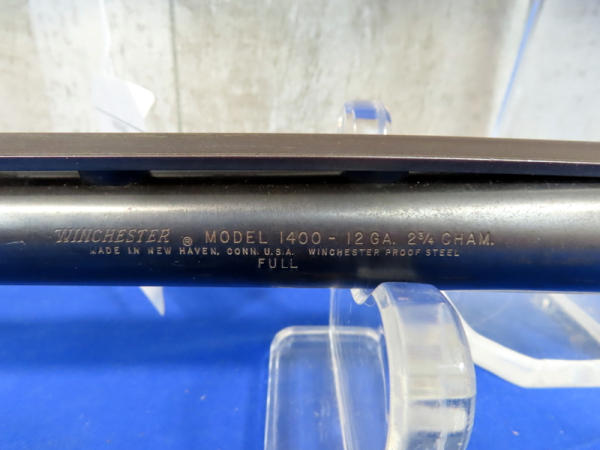 WINCHESTER ® MODEL 1400 - 12 GA. 2¾ CHAM.
MADE IN NEW HAVEN, CONN. U.S.A. WINCHESTER PROOF STEEL
FULL